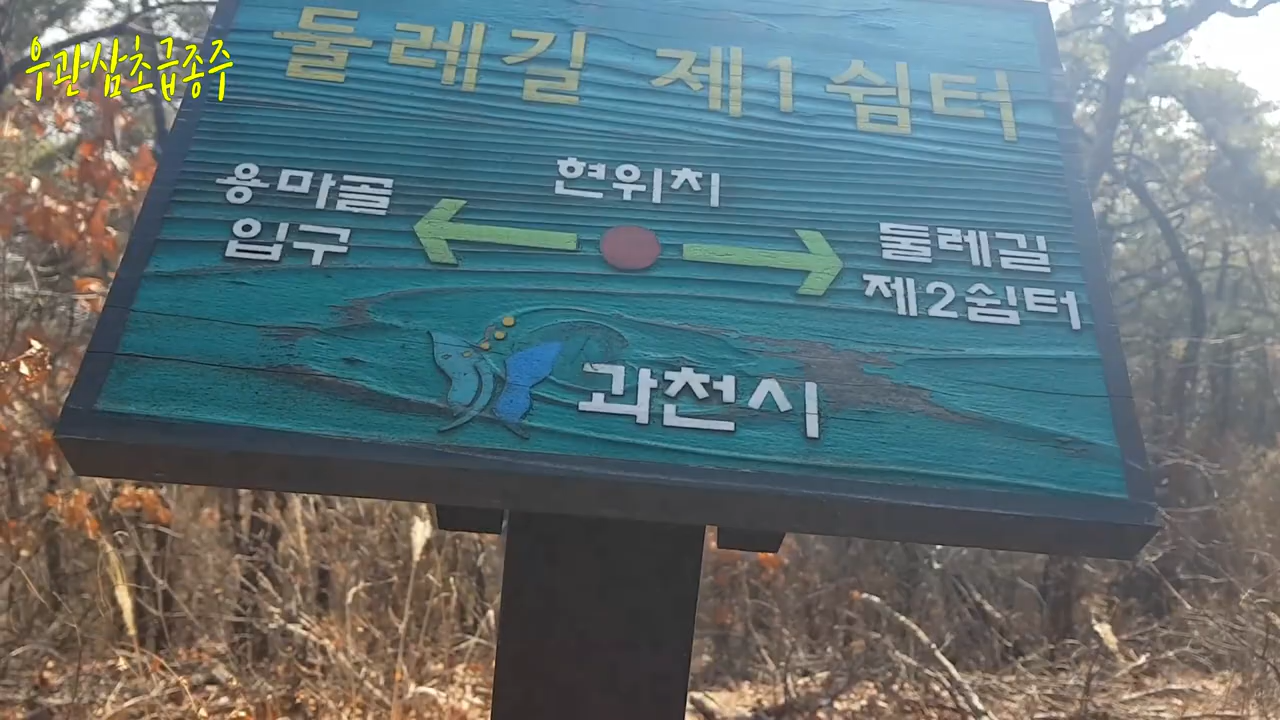 우관삼초급종주
둘레길 제1쉼터
현위치
용마골
입구
둘레길
제2쉼터
과천시